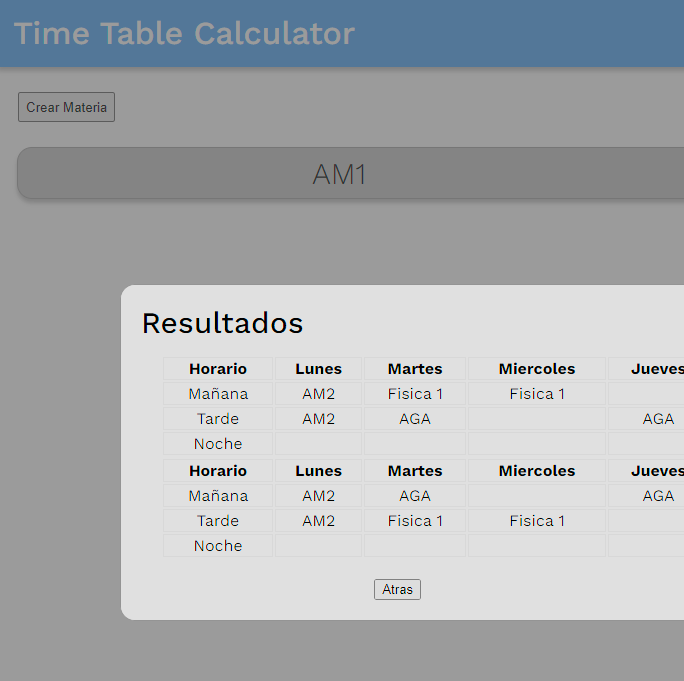 Time Table Calculator
Crear Materia
AM1
Resultados
Horario Lunes Martes Miercoles Jueves
Mañana AM2 Fisica 1 Fisica 1
Tarde AM2 AGA AGA
Noche
Horario Lunes Martes Miercoles Jueves
Mañana AM2 AGA AGA
Tarde AM2 Fisica 1 Fisica 1
Noche
Atras